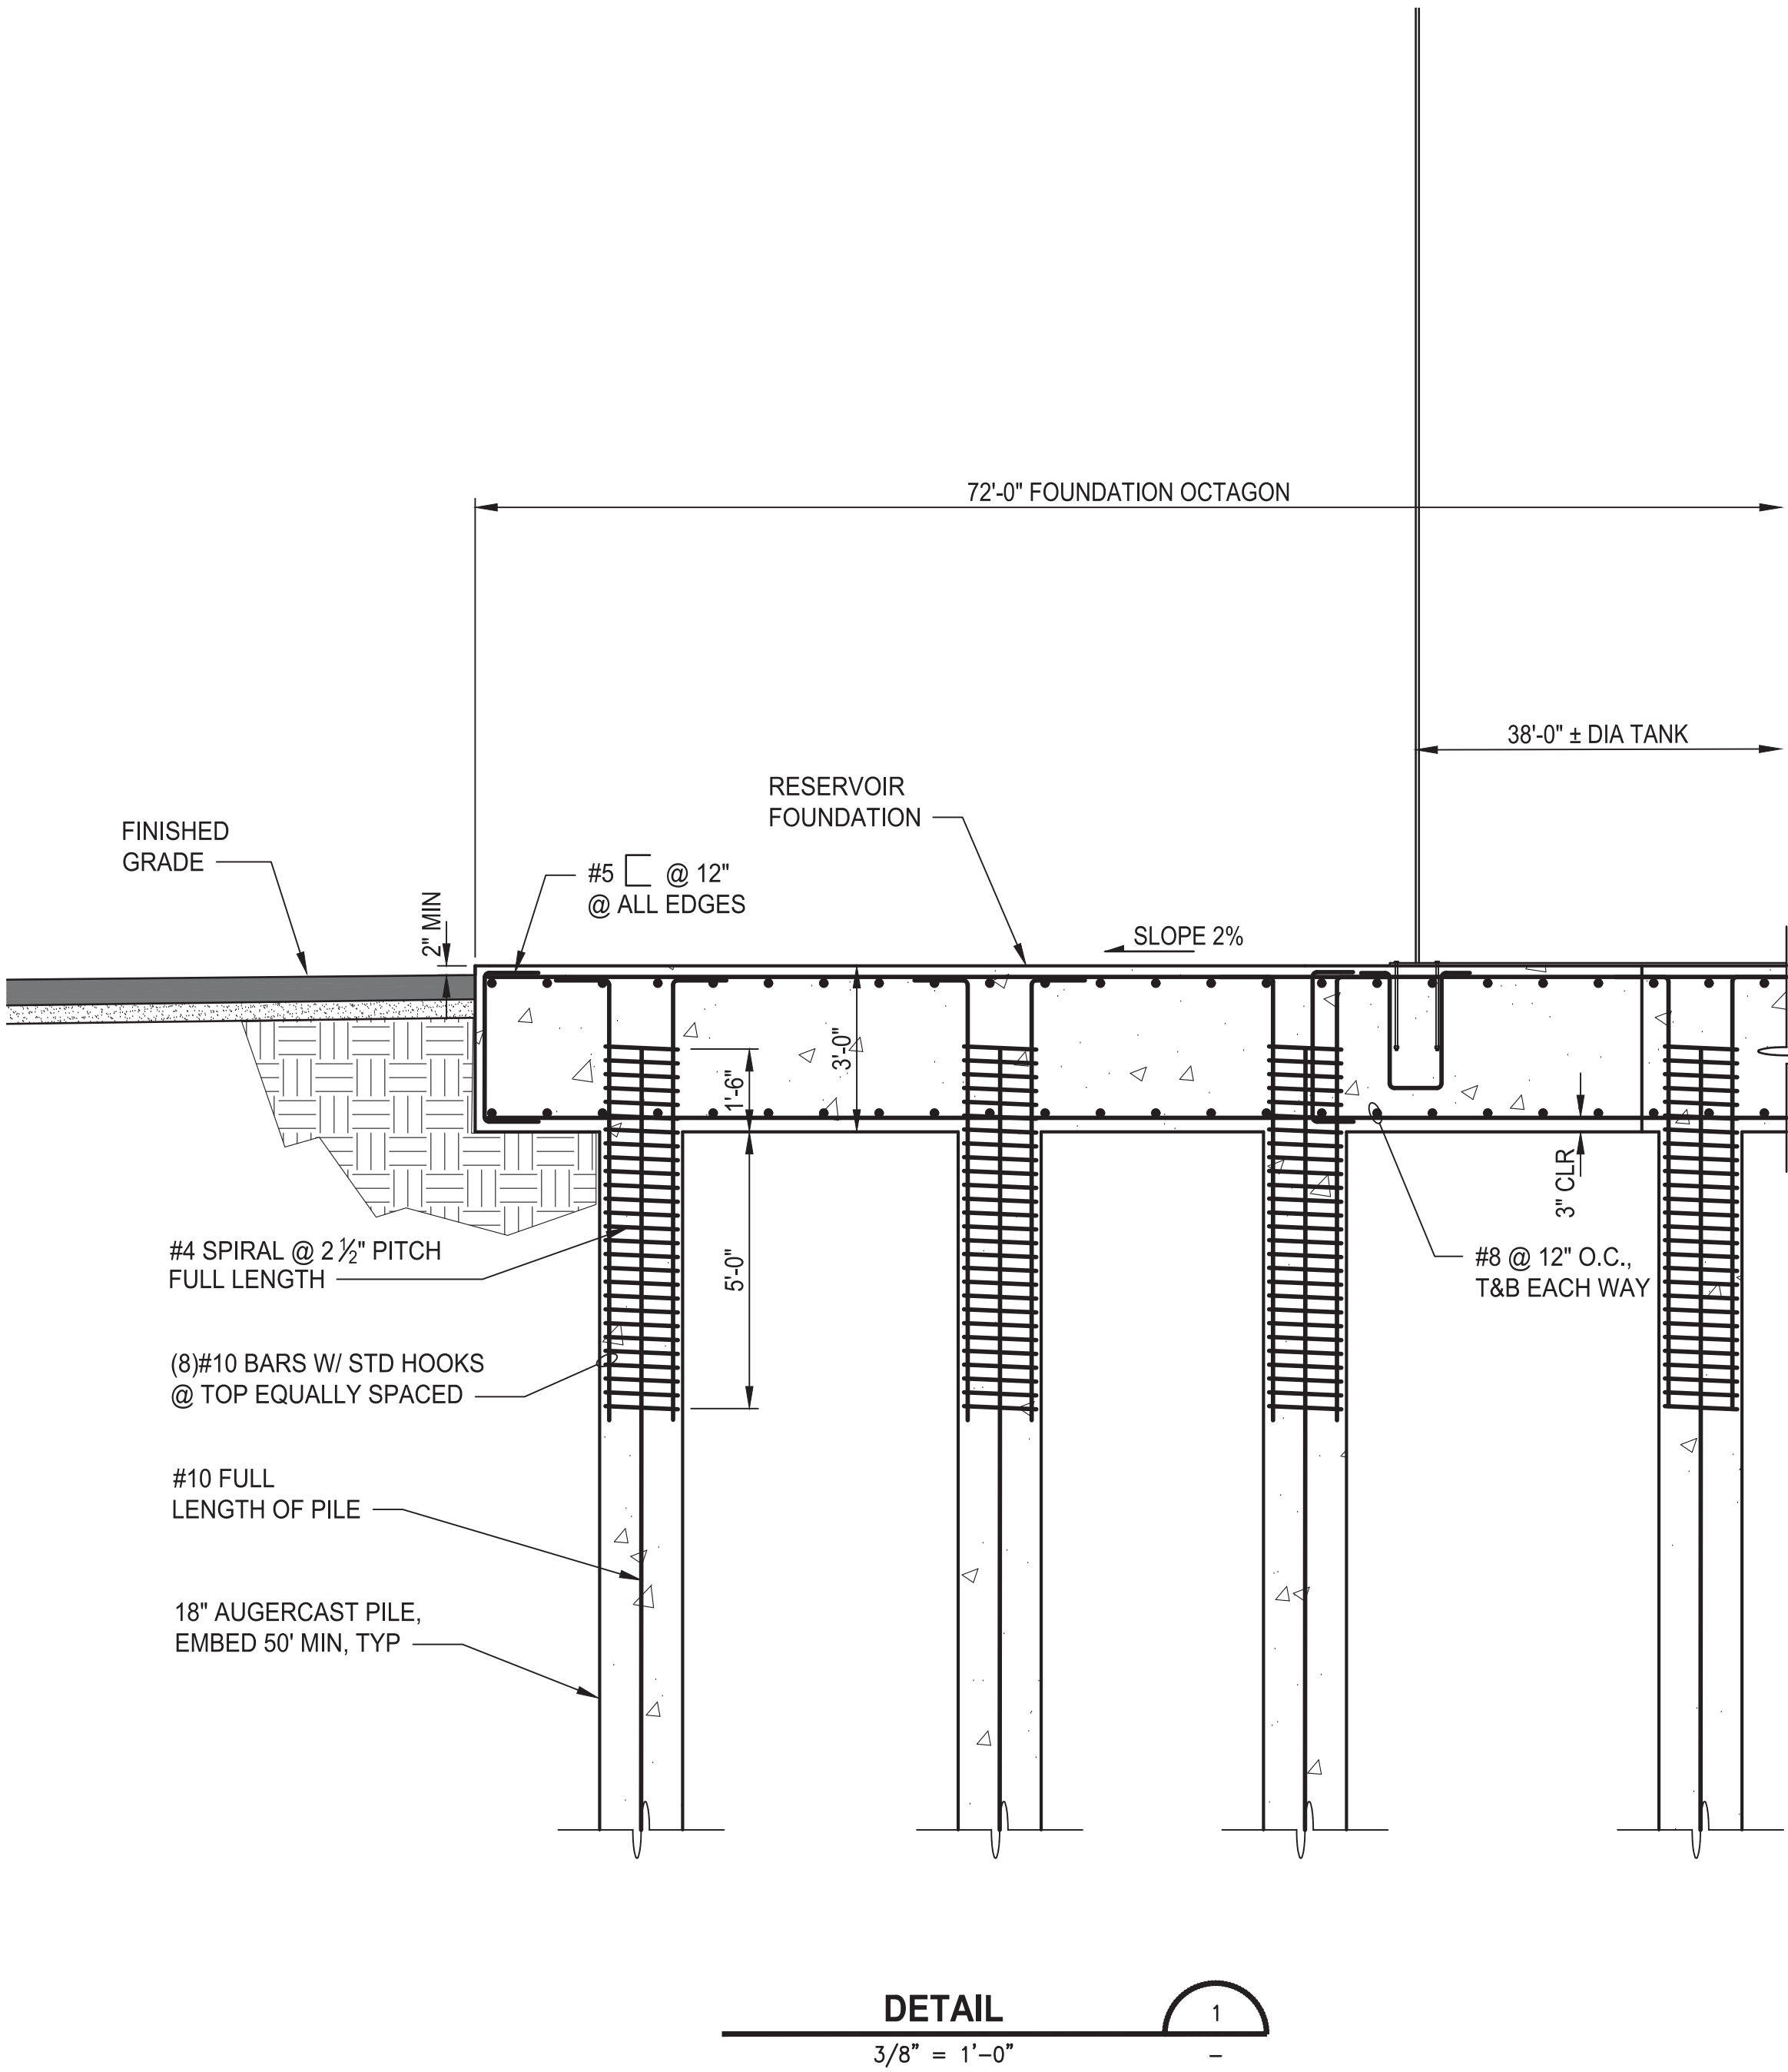 72'-0" FOUNDATION OCTAGON
38'-0" ± DIA TANK
RESERVOIR
FOUNDATION
FINISHED
GRADE
#5 @ 12"
@ ALL EDGES
2" MIN
SLOPE 2%
3'-0"
1'-6"
5'-0"
3" CLR
#4 SPIRAL @ 2 ½" PITCH
FULL LENGTH
#8 @ 12" O.C.,
T&B EACH WAY
(8)#10 BARS W/ STD HOOKS
@ TOP EQUALLY SPACED
#10 FULL
LENGTH OF PILE
18" AUGERCAST PILE,
EMBED 50' MIN, TYP
DETAIL
1
3/8" = 1'-0"
-